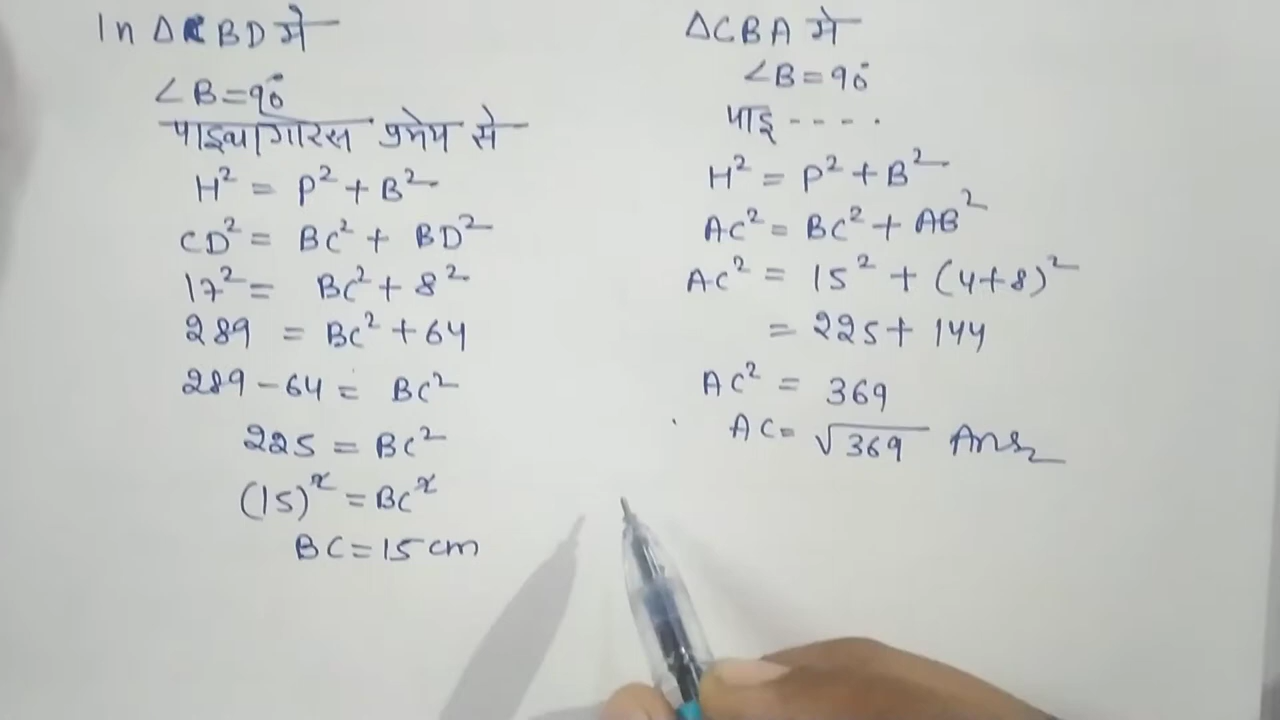 In ΔCBD मे
∠B=90°
पाइथागोरस प्रमेय से
H² = P² + B²
CD² = BC² + BD²
17² = BC² + 8²
289 = BC² + 64
289 - 64 = BC²
225 = BC²
(15)² = BC²
BC = 15 cm
ΔCBA मे
∠B = 90°
पाइ ----.
H² = P² + B²
AC² = BC² + AB²
AC² = 15² + (4+8)²
= 225 + 144
AC² = 369
AC = √369 Ans